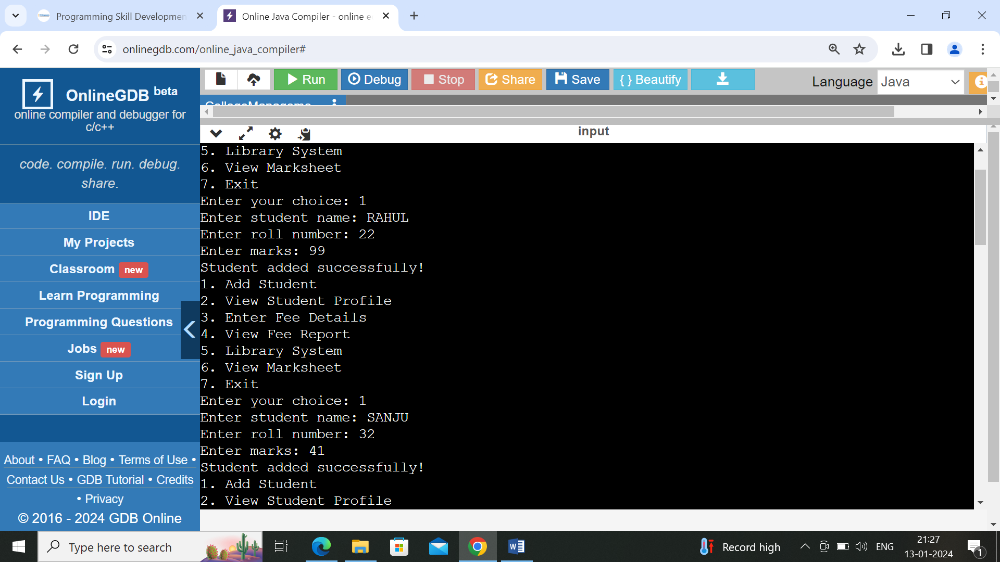 Programming Skill Developmen
Online Java Compiler - online e
onlinegdb.com/online_java_compiler#
OnlineGDB beta
online compiler and debugger for
c/c++
code. compile. run. debug.
share.
IDE
My Projects
Classroom new
Learn Programming
Programming Questions
Jobs new
Sign Up
Login
About • FAQ • Blog • Terms of Use •
Contact Us • GDB Tutorial • Credits
• Privacy
© 2016 - 2024 GDB Online
Run Debug Stop Share Save { } Beautify
Language Java
CollegeManageme
input
5. Library System
6. View Marksheet
7. Exit
Enter your choice: 1
Enter student name: RAHUL
Enter roll number: 22
Enter marks: 99
Student added successfully!
1. Add Student
2. View Student Profile
3. Enter Fee Details
4. View Fee Report
5. Library System
6. View Marksheet
7. Exit
Enter your choice: 1
Enter student name: SANJU
Enter roll number: 32
Enter marks: 41
Student added successfully!
1. Add Student
2. View Student Profile
Type here to search
Record high
ENG
21:27
13-01-2024
1